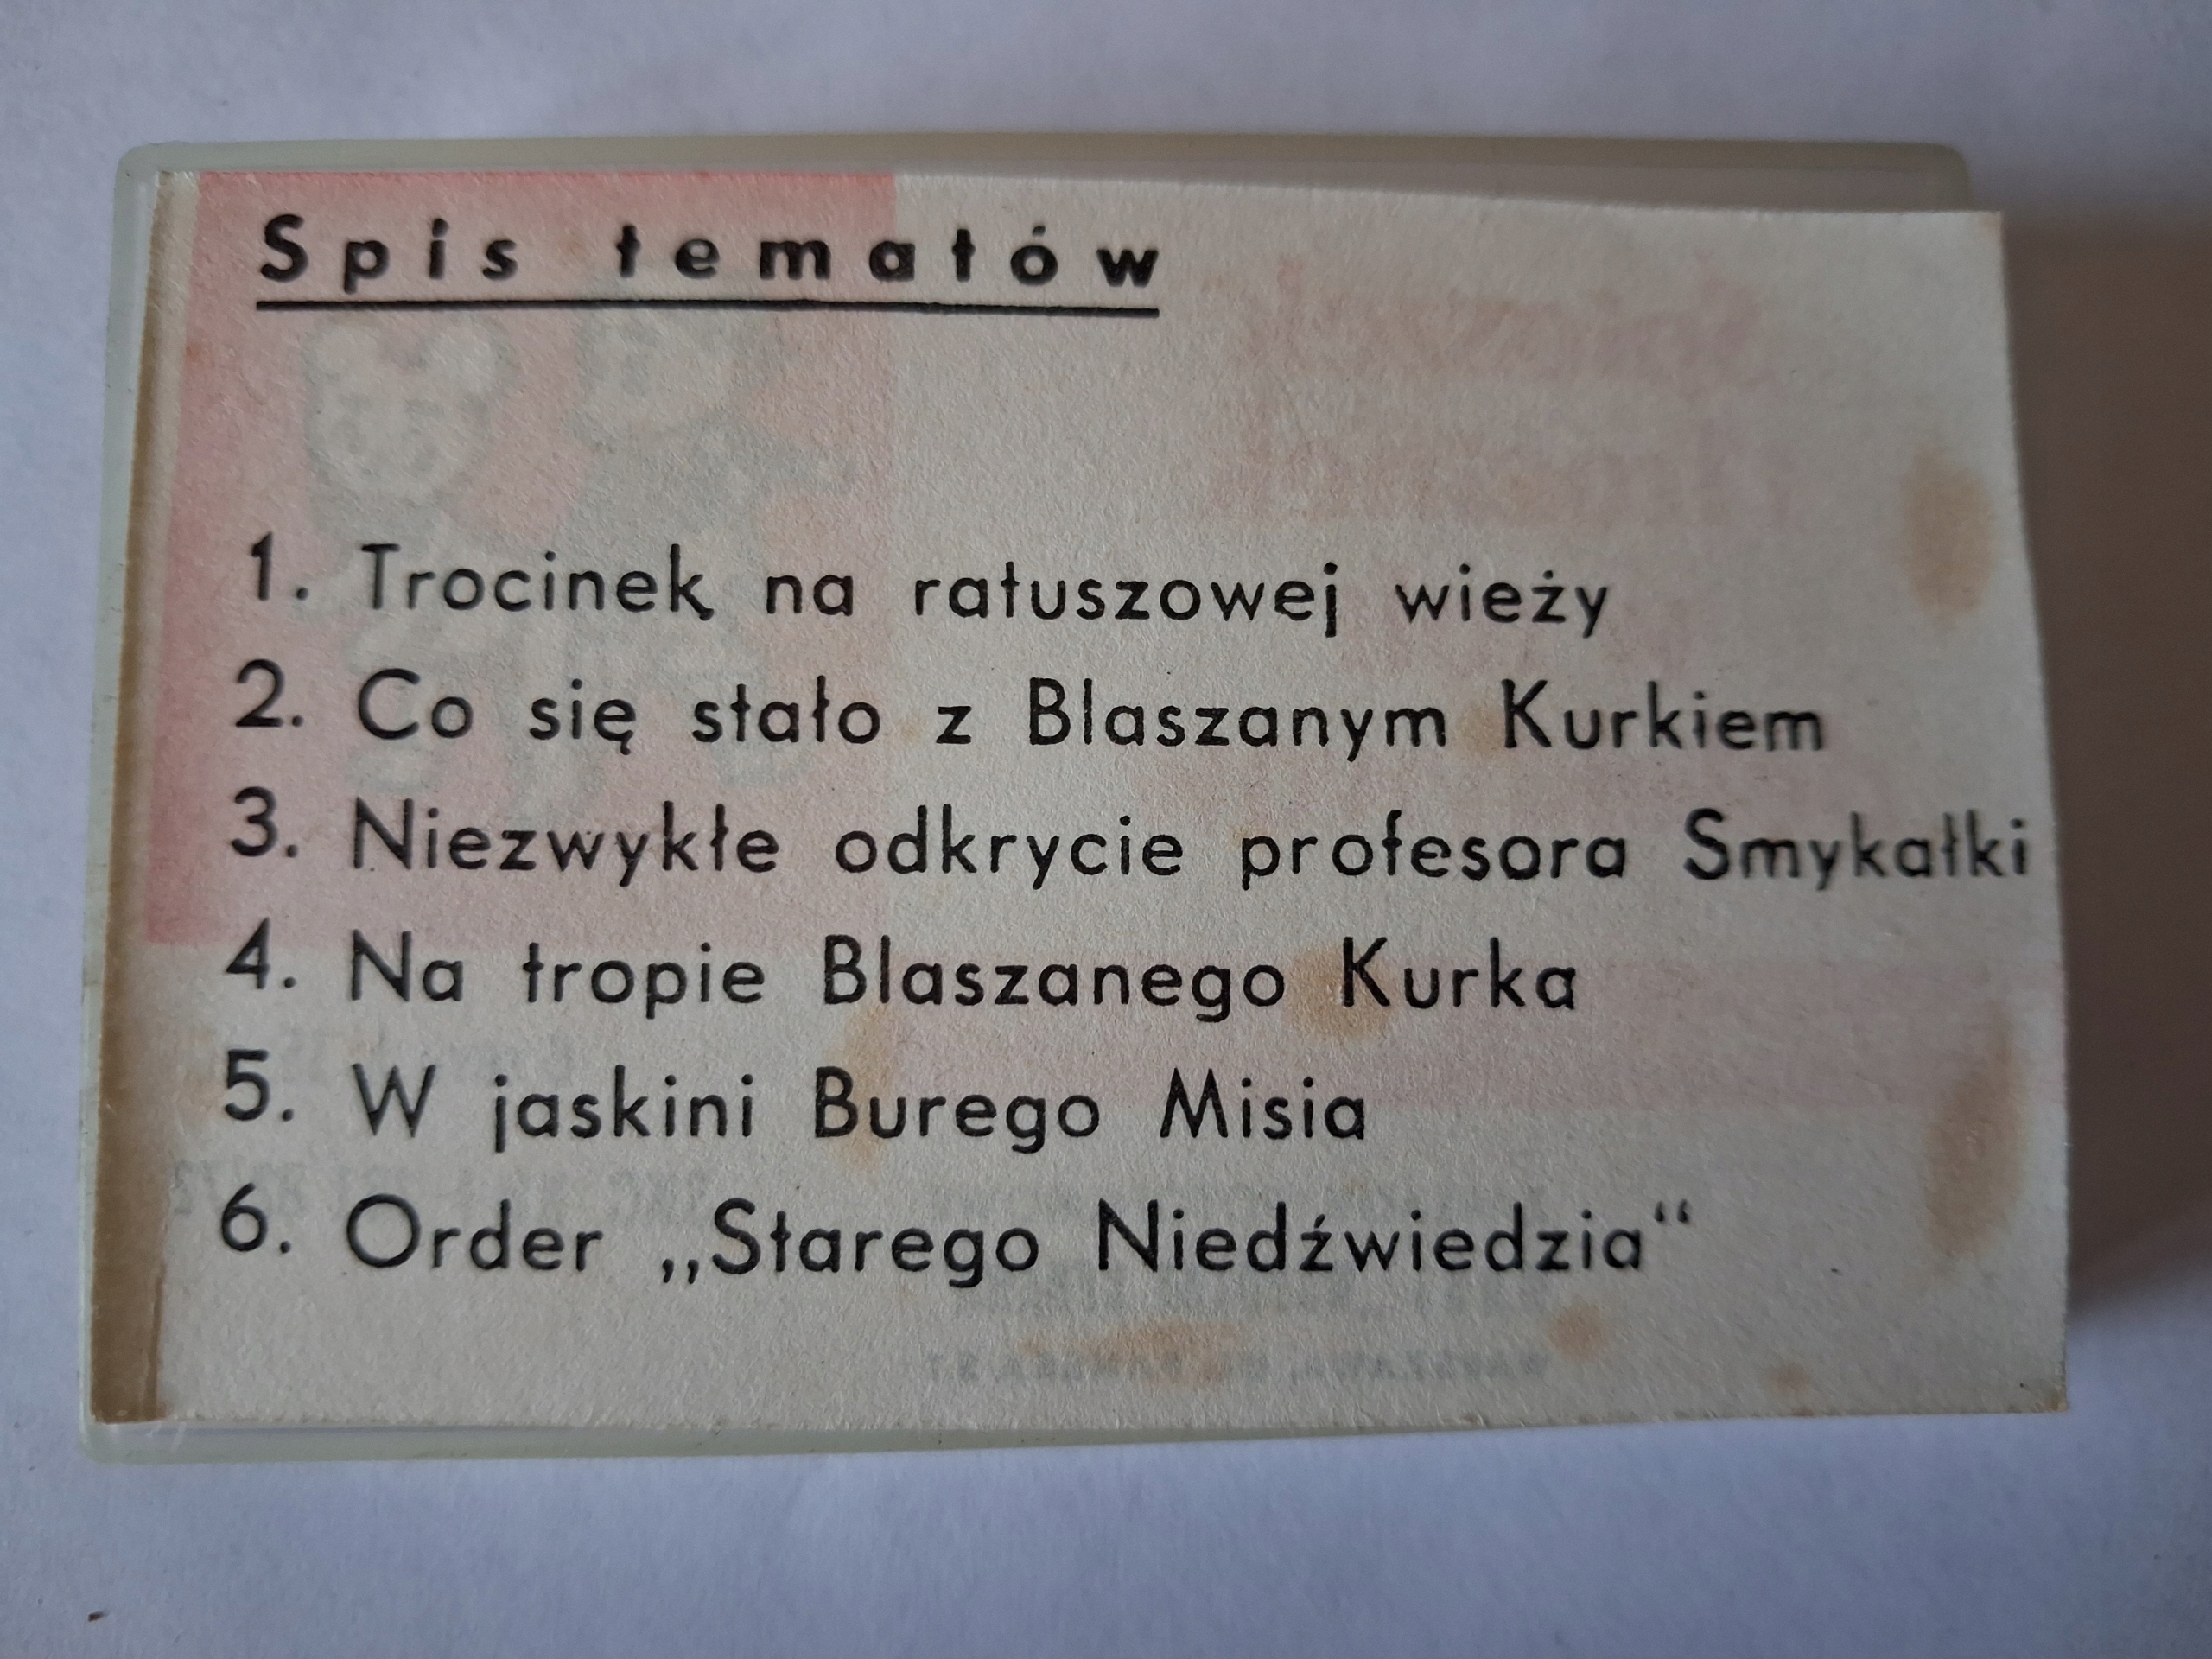 Spis tematów
1. Trocinek na ratuszowej wieży
2. Co się stało z Blaszanym Kurkiem
3. Niezwykłe odkrycie profesora Smykałki
4. Na tropie Blaszanego Kurka
5. W jaskini Burego Misia
6. Order „Starego Niedźwiedzia“